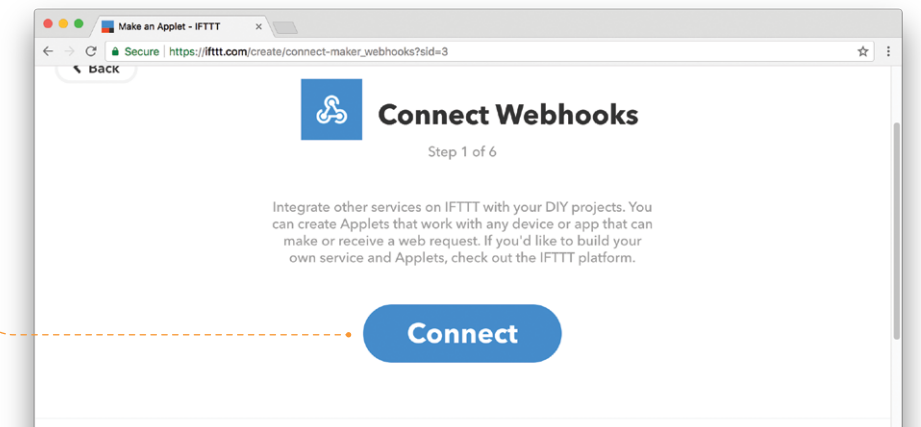 Make an Applet - IFTTT
Secure https://ifttt.com/create/connect-maker_webhooks?sid=3
Back
Connect Webhooks
Step 1 of 6
Integrate other services on IFTTT with your DIY projects. You
can create Applets that work with any device or app that can
make or receive a web request. If you'd like to build your
own service and Applets, check out the IFTTT platform.
Connect